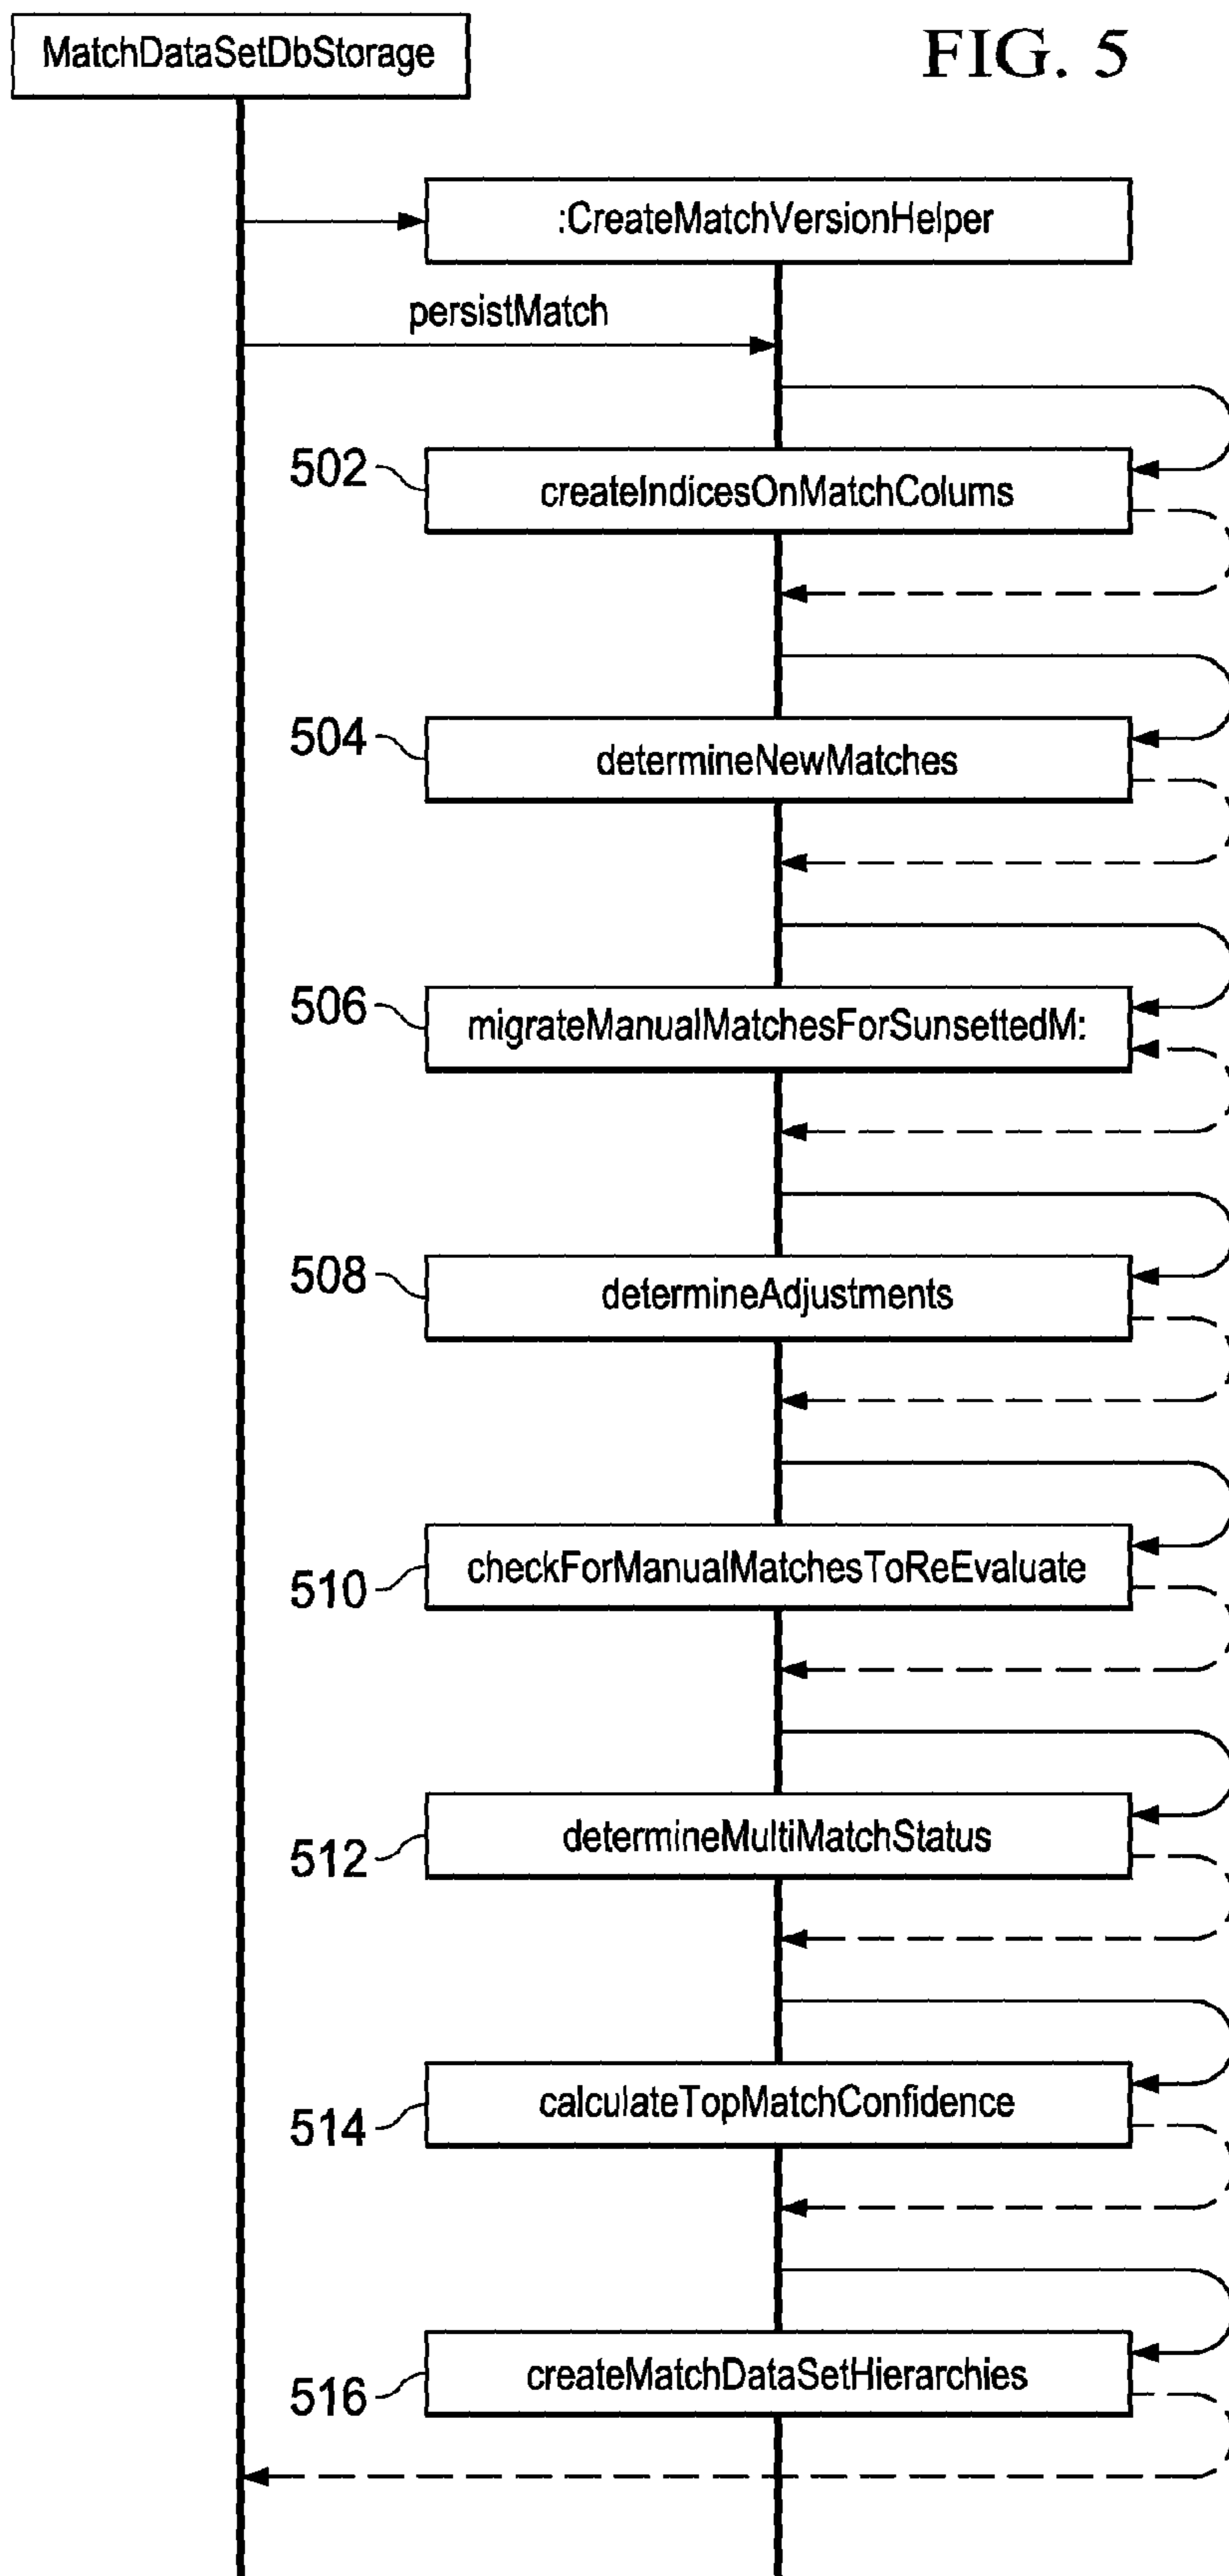 MatchDataSetDbStorage
FIG. 5
:CreateMatchVersionHelper
persistMatch
502
createIndicesOnMatchColums
504
determineNewMatches
506
migrateManualMatchesForSunsettedM:
508
determineAdjustments
510
checkForManualMatchesToReEvaluate
512
determineMultiMatchStatus
514
calculateTopMatchConfidence
516
createMatchDataSetHierarchies